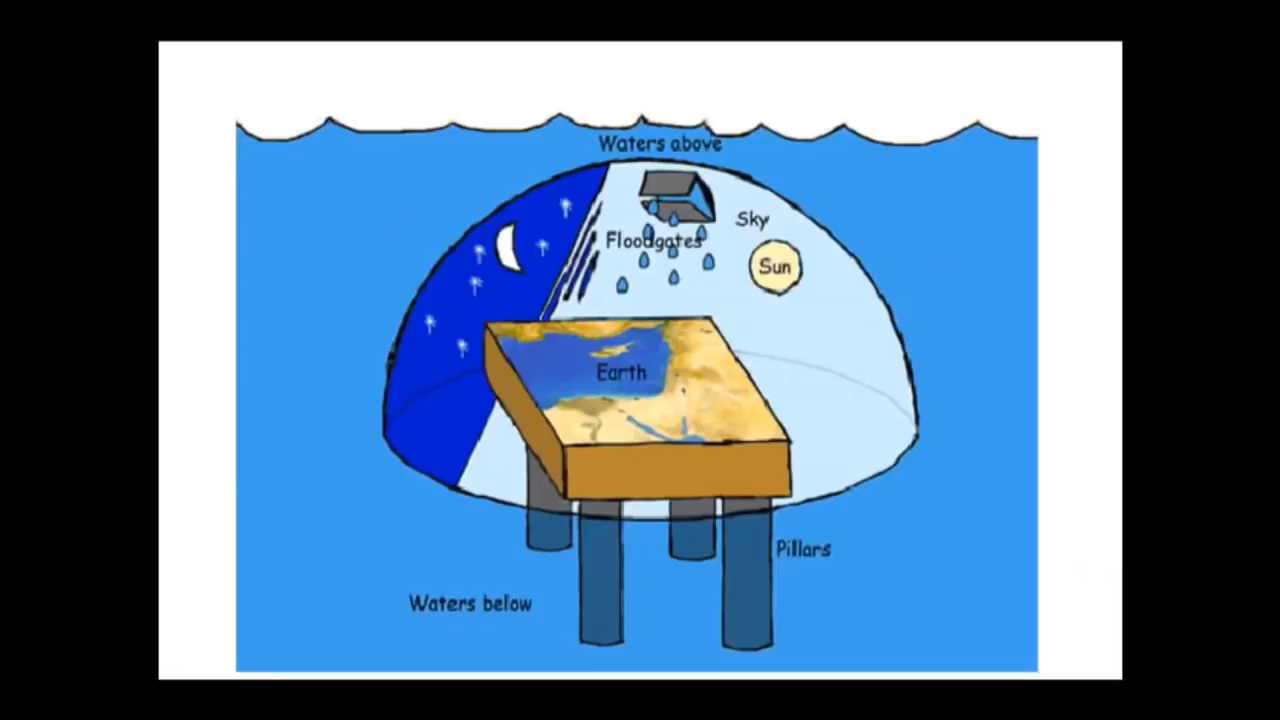 Waters above
Sky
Floodgates
Sun
Earth
Pillars
Waters below